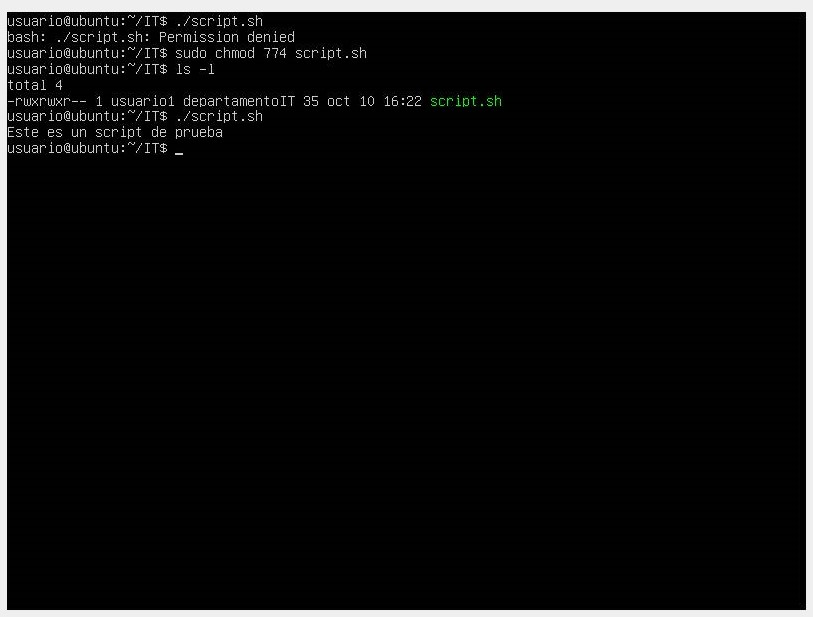 usuario@ubuntu:~/IT$ ./script.sh
bash: ./script.sh: Permission denied
usuario@ubuntu:~/IT$ sudo chmod 774 script.sh
usuario@ubuntu:~/IT$ ls -l
total 4
-rwxrwxr-- 1 usuario1 departamentoIT 35 oct 10 16:22 script.sh
usuario@ubuntu:~/IT$ ./script.sh
Este es un script de prueba
usuario@ubuntu:~/IT$ _